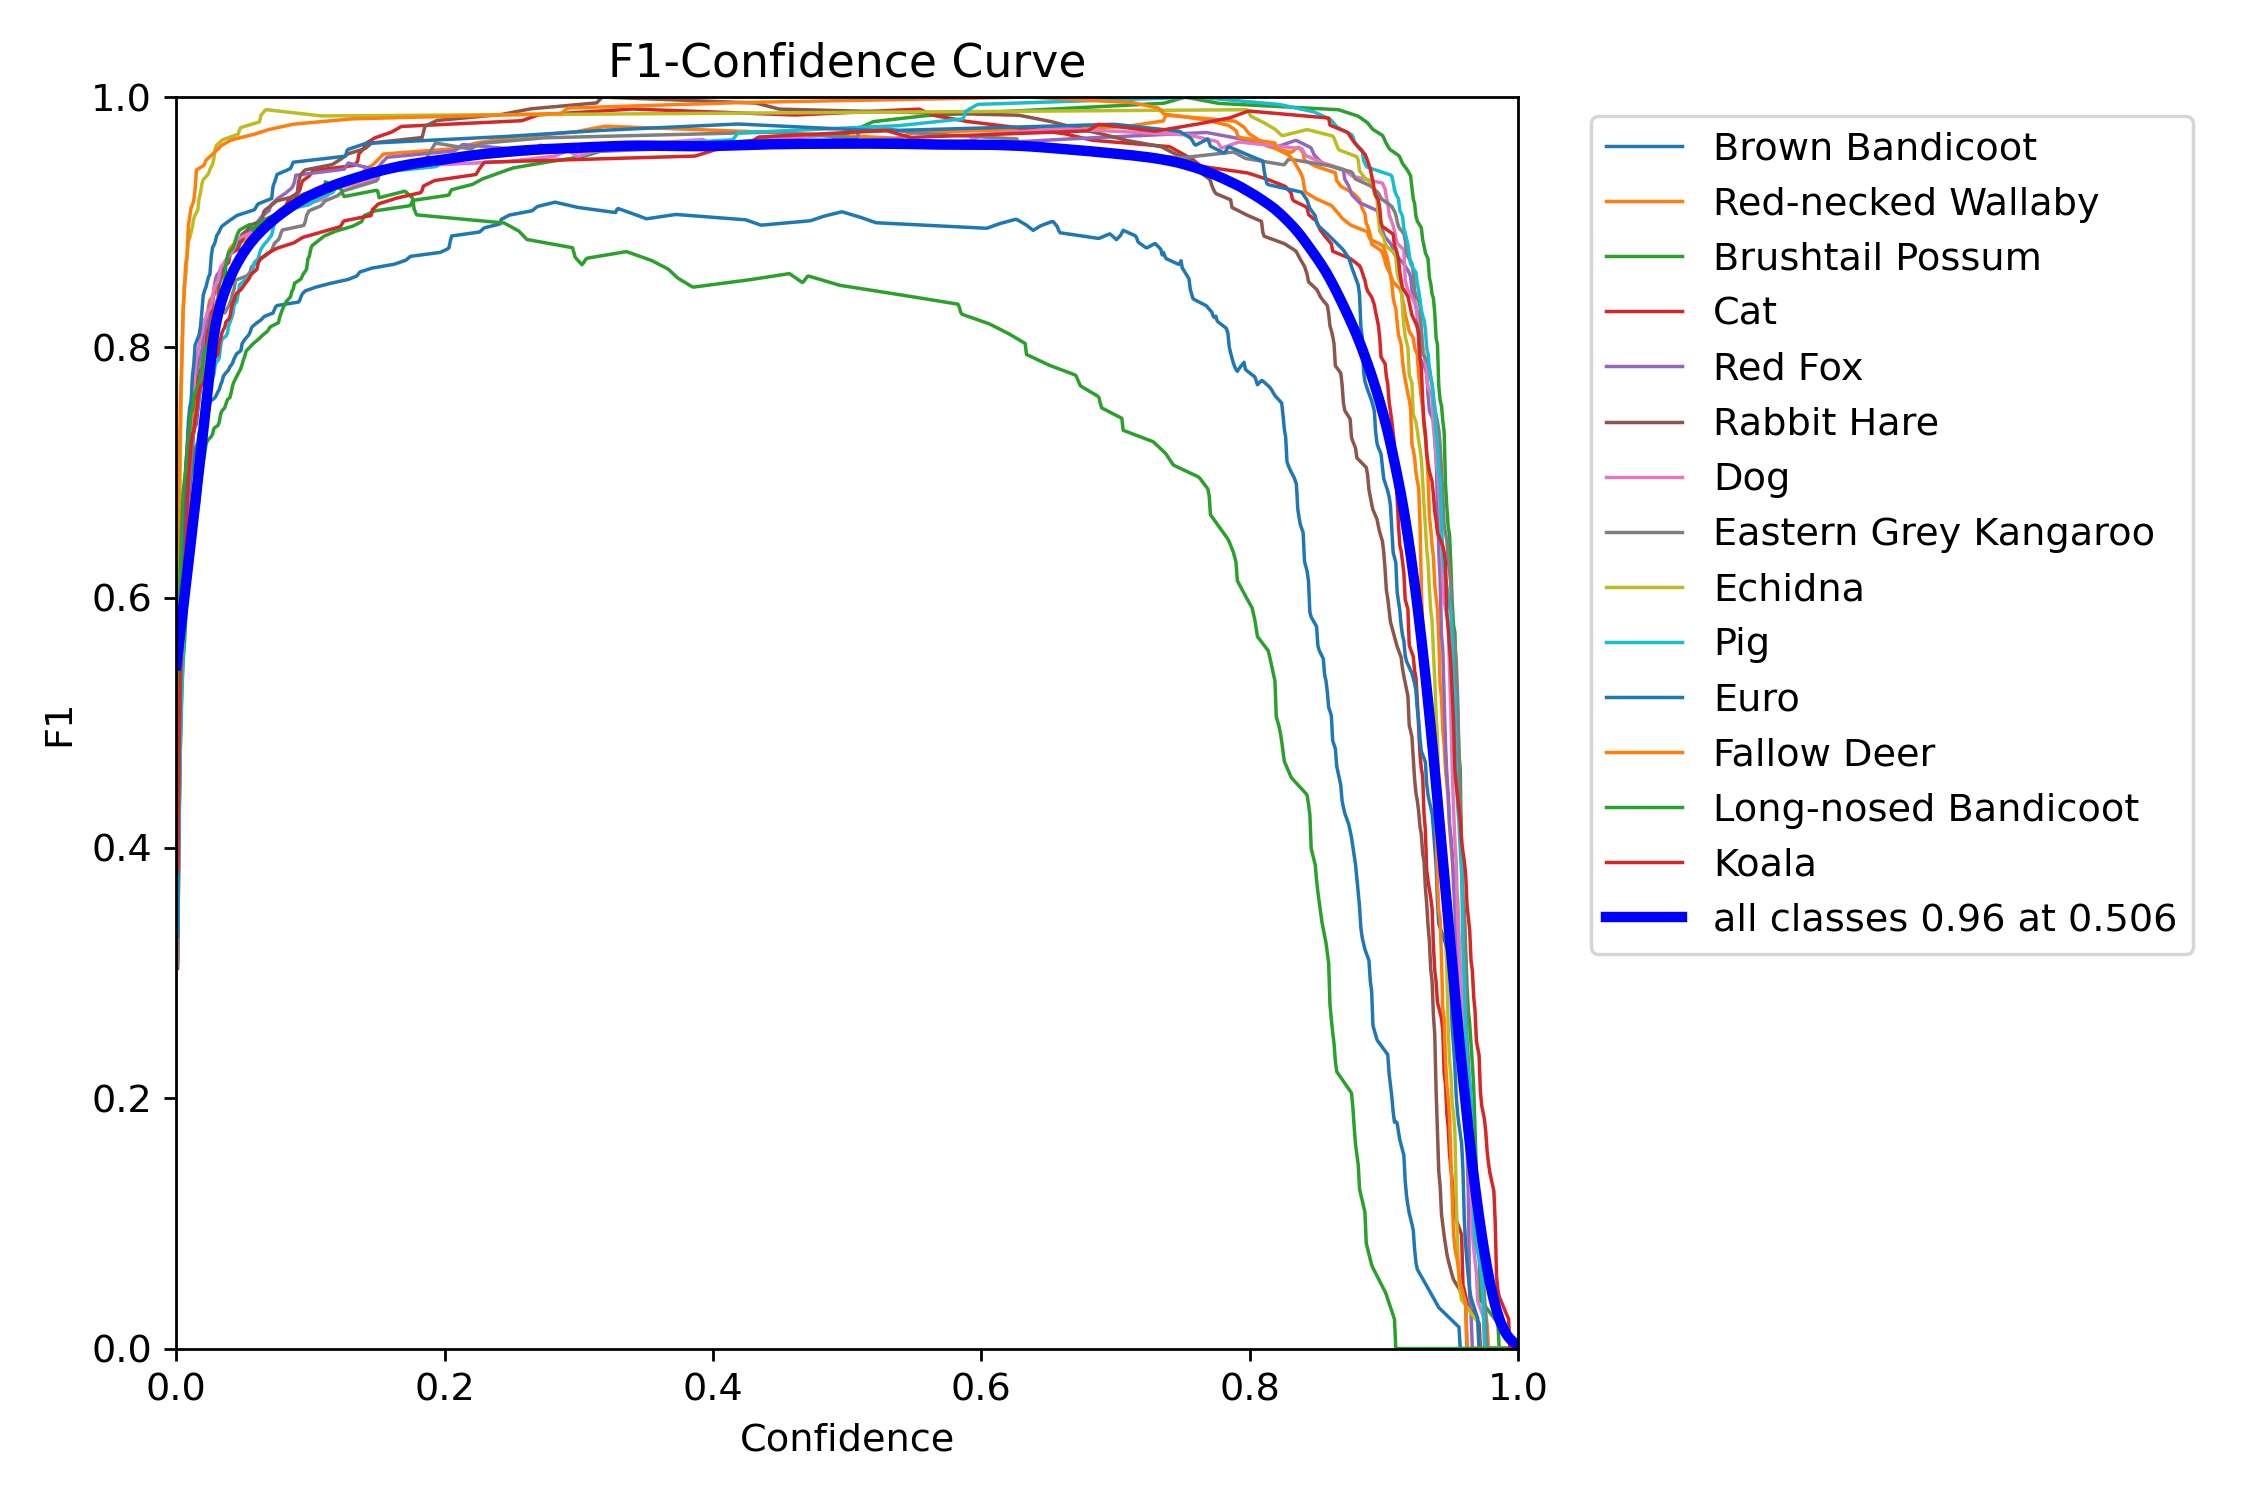 F1-Confidence Curve
1.0
0.8
0.6
0.4
0.2
0.0
F1
0.0 0.2 0.4 0.6 0.8 1.0
Confidence
Brown Bandicoot
Red-necked Wallaby
Brushtail Possum
Cat
Red Fox
Rabbit Hare
Dog
Eastern Grey Kangaroo
Echidna
Pig
Euro
Fallow Deer
Long-nosed Bandicoot
Koala
all classes 0.96 at 0.506